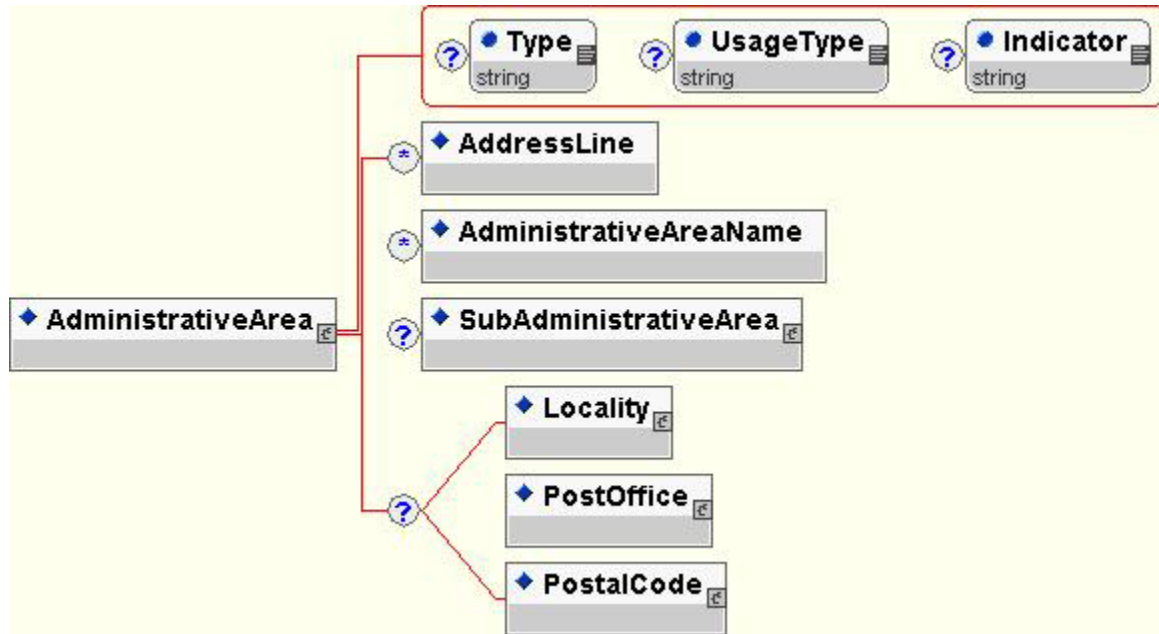 ? Type ? UsageType ? Indicator
string string string
* AddressLine
* AdministrativeAreaName
AdministrativeArea
? SubAdministrativeArea
Locality
? PostOffice
PostalCode